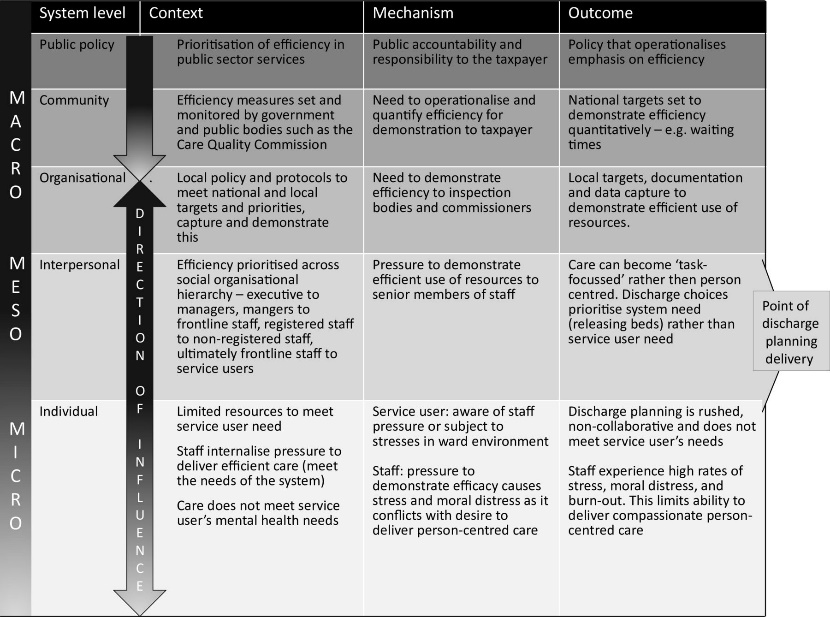 System level
Context
Mechanism
Outcome
Public policy
Prioritisation of efficiency in
public sector services
Public accountability and
responsibility to the taxpayer
Policy that operationalises
emphasis on efficiency
Community
Efficiency measures set and
monitored by government
and public bodies such as the
Care Quality Commission
Need to operationalise and
quantify efficiency for
demonstration to taxpayer
National targets set to
demonstrate efficiency
quantitatively – e.g. waiting
times
Organisational
Local policy and protocols to
meet national and local
targets and priorities,
capture and demonstrate
this
Need to demonstrate
efficiency to inspection
bodies and commissioners
Local targets, documentation
and data capture to
demonstrate efficient use of
resources.
Interpersonal
Efficiency prioritised across
social organisational
hierarchy – executive to
managers, mangers to
frontline staff, registered staff
to non-registered staff,
ultimately frontline staff to
service users
Pressure to demonstrate
efficient use of resources to
senior members of staff
Care can become ‘task-
focussed’ rather then person
centred. Discharge choices
prioritise system need
(releasing beds) rather than
service user need
Individual
Limited resources to meet
service user need
Staff internalise pressure to
deliver efficient care (meet
the needs of the system)
Care does not meet service
user’s mental health needs
Service user: aware of staff
pressure or subject to
stresses in ward environment
Staff: pressure to
demonstrate efficacy causes
stress and moral distress as it
conflicts with desire to
deliver person-centred care
Discharge planning is rushed,
non-collaborative and does not
meet service user’s needs
Staff experience high rates of
stress, moral distress, and
burn-out. This limits ability to
deliver compassionate person-
centred care
MACRO
MESO
MICRO
DIRECTION OF INFLUENCE
Point of
discharge
planning
delivery